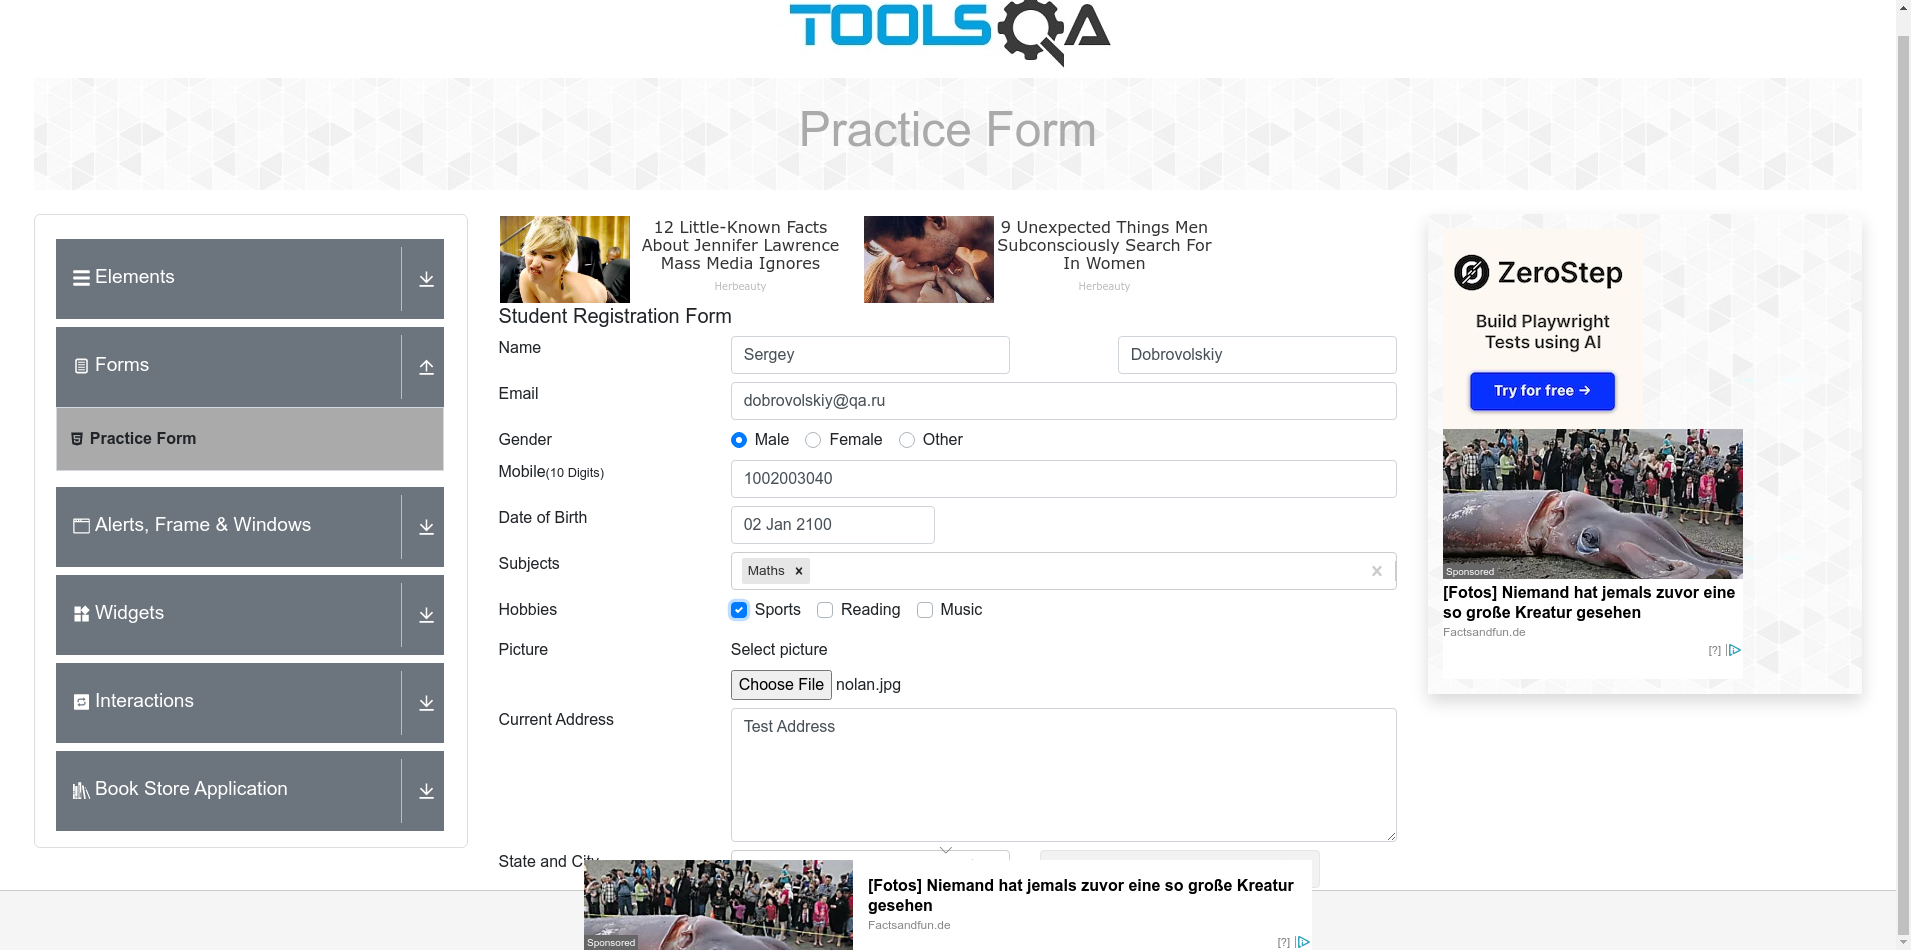 TOOLSQA
Practice Form
Elements
Forms
Practice Form
Alerts, Frame & Windows
Widgets
Interactions
Book Store Application
12 Little-Known Facts
About Jennifer Lawrence
Mass Media Ignores
Herbeauty
9 Unexpected Things Men
Subconsciously Search For
In Women
Herbeauty
Student Registration Form
Name
Sergey
Dobrovolskiy
Email
dobrovolskiy@qa.ru
Gender
Male Female Other
Mobile(10 Digits)
1002003040
Date of Birth
02 Jan 2100
Subjects
Maths
Hobbies
Sports Reading Music
Picture
Select picture
Choose File nolan.jpg
Current Address
Test Address
State and City
ZeroStep
Build Playwright
Tests using AI
Try for free →
Sponsored
[Fotos] Niemand hat jemals zuvor eine
so große Kreatur gesehen
Factsandfun.de
[?]
Sponsored
[Fotos] Niemand hat jemals zuvor eine so große Kreatur
gesehen
Factsandfun.de
[?]